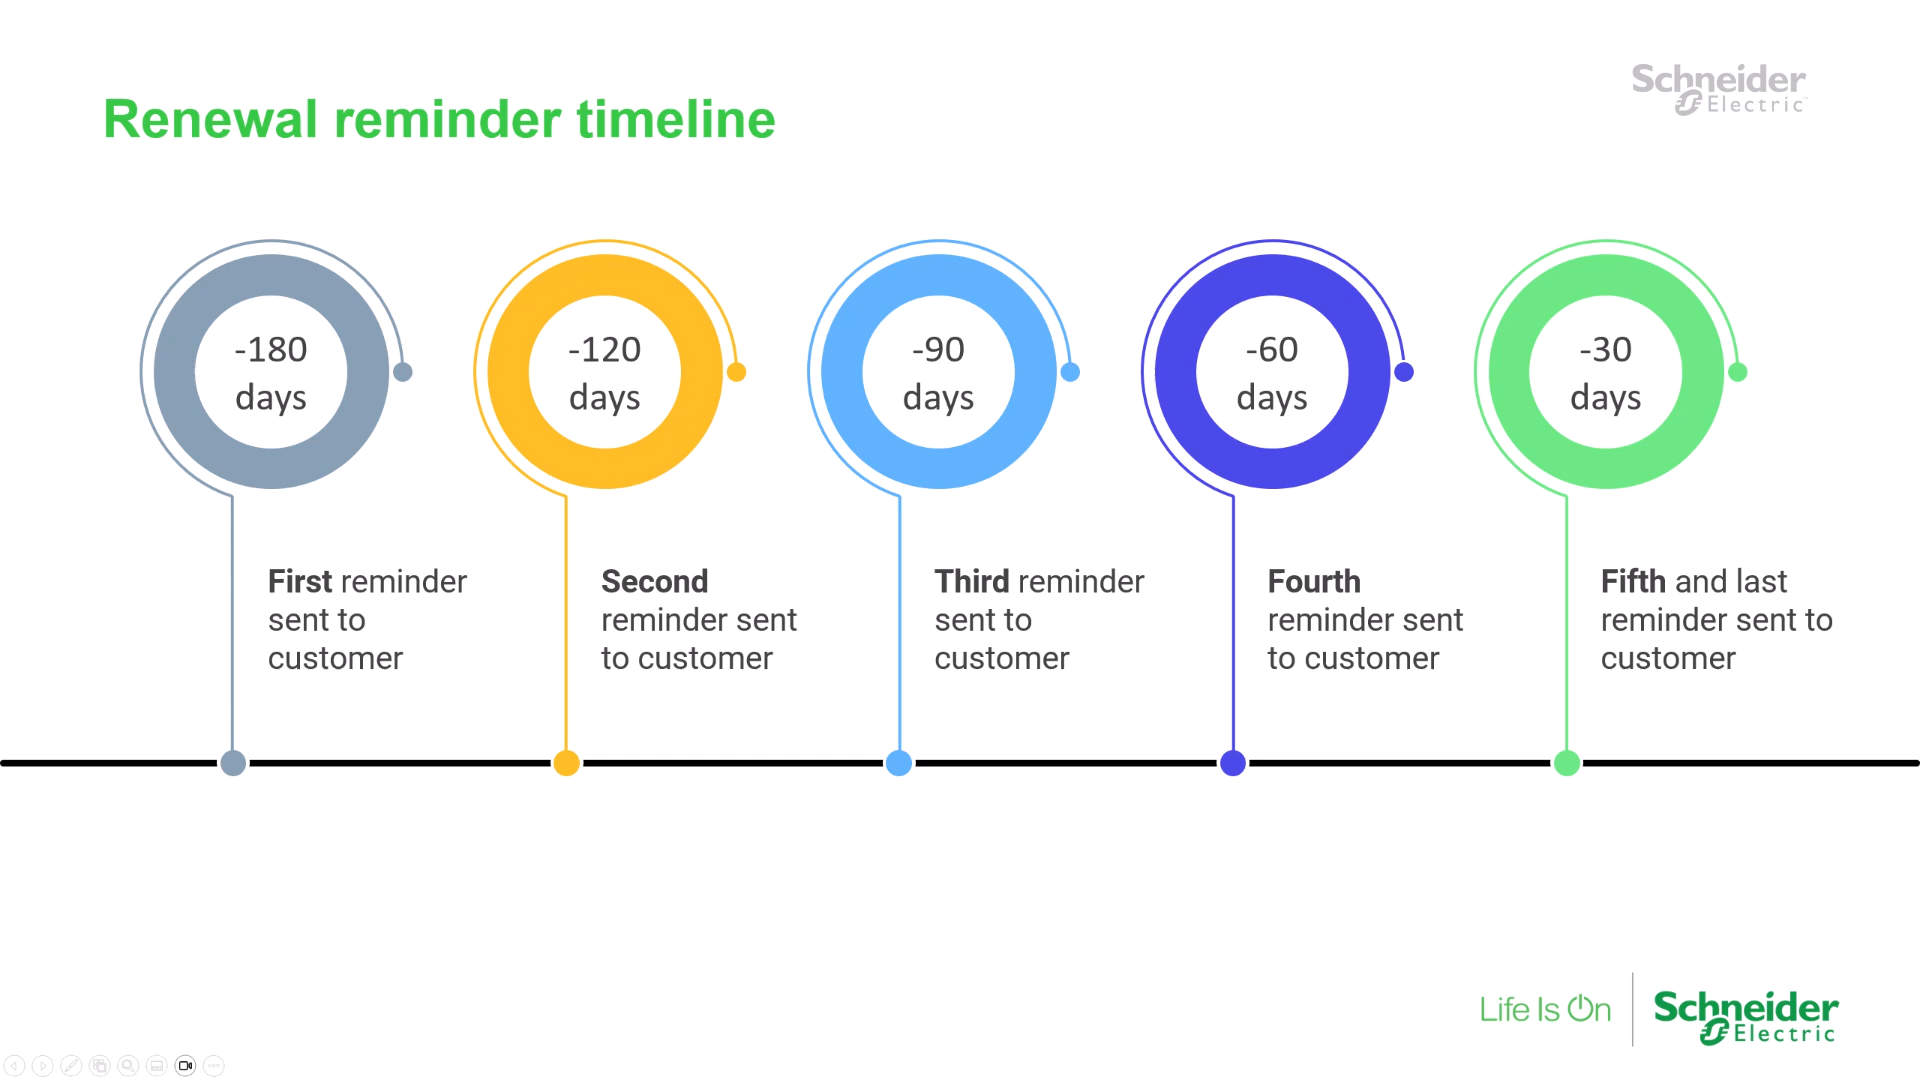 Schneider
Electric
Renewal reminder timeline
-180
days
-120
days
-90
days
-60
days
-30
days
First reminder
sent to
customer
Second
reminder sent
to customer
Third reminder
sent to
customer
Fourth
reminder sent
to customer
Fifth and last
reminder sent to
customer
Life Is On
Schneider
Electric